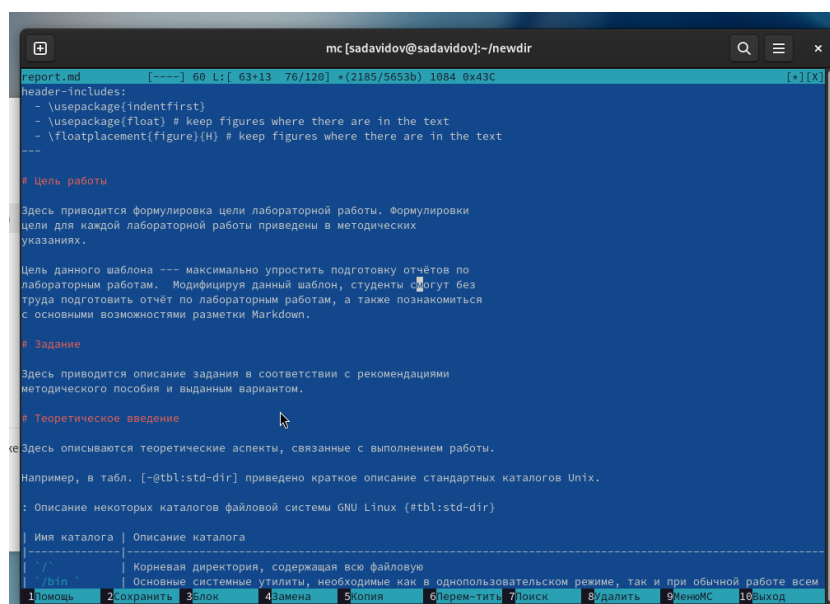 mc [sadavidov@sadavidov]:~/newdir
report.md [----] 60 L:[ 63+13 76/120] *(2185/5653b) 1084 0x43C [*][X]
header-includes:
- \usepackage{indentfirst}
- \usepackage{float} # keep figures where there are in the text
- \floatplacement{figure}{H} # keep figures where there are in the text
---
# Цель работы
Здесь приводится формулировка цели лабораторной работы. Формулировки
цели для каждой лабораторной работы приведены в методических
указаниях.
Цель данного шаблона --- максимально упростить подготовку отчётов по
лабораторным работам. Модифицируя данный шаблон, студенты смогут без
труда подготовить отчёт по лабораторным работам, а также познакомиться
с основными возможностями разметки Markdown.
# Задание
Здесь приводится описание задания в соответствии с рекомендациями
методического пособия и выданным вариантом.
# Теоретическое введение
Здесь описываются теоретические аспекты, связанные с выполнением работы.
Например, в табл. [-@tbl:std-dir] приведено краткое описание стандартных каталогов Unix.
: Описание некоторых каталогов файловой системы GNU Linux {#tbl:std-dir}
| Имя каталога | Описание каталога
|--------------|----------------------------------------------------------------------------------------------------
| `/` | Корневая директория, содержащая всю файловую
| `/bin ` | Основные системные утилиты, необходимые как в однопользовательском режиме, так и при обычной работе всем
1Помощь 2Сохранить 3Блок 4Замена 5Копия 6Перем~тить 7Поиск 8Удалить 9МенюMC 10Выход